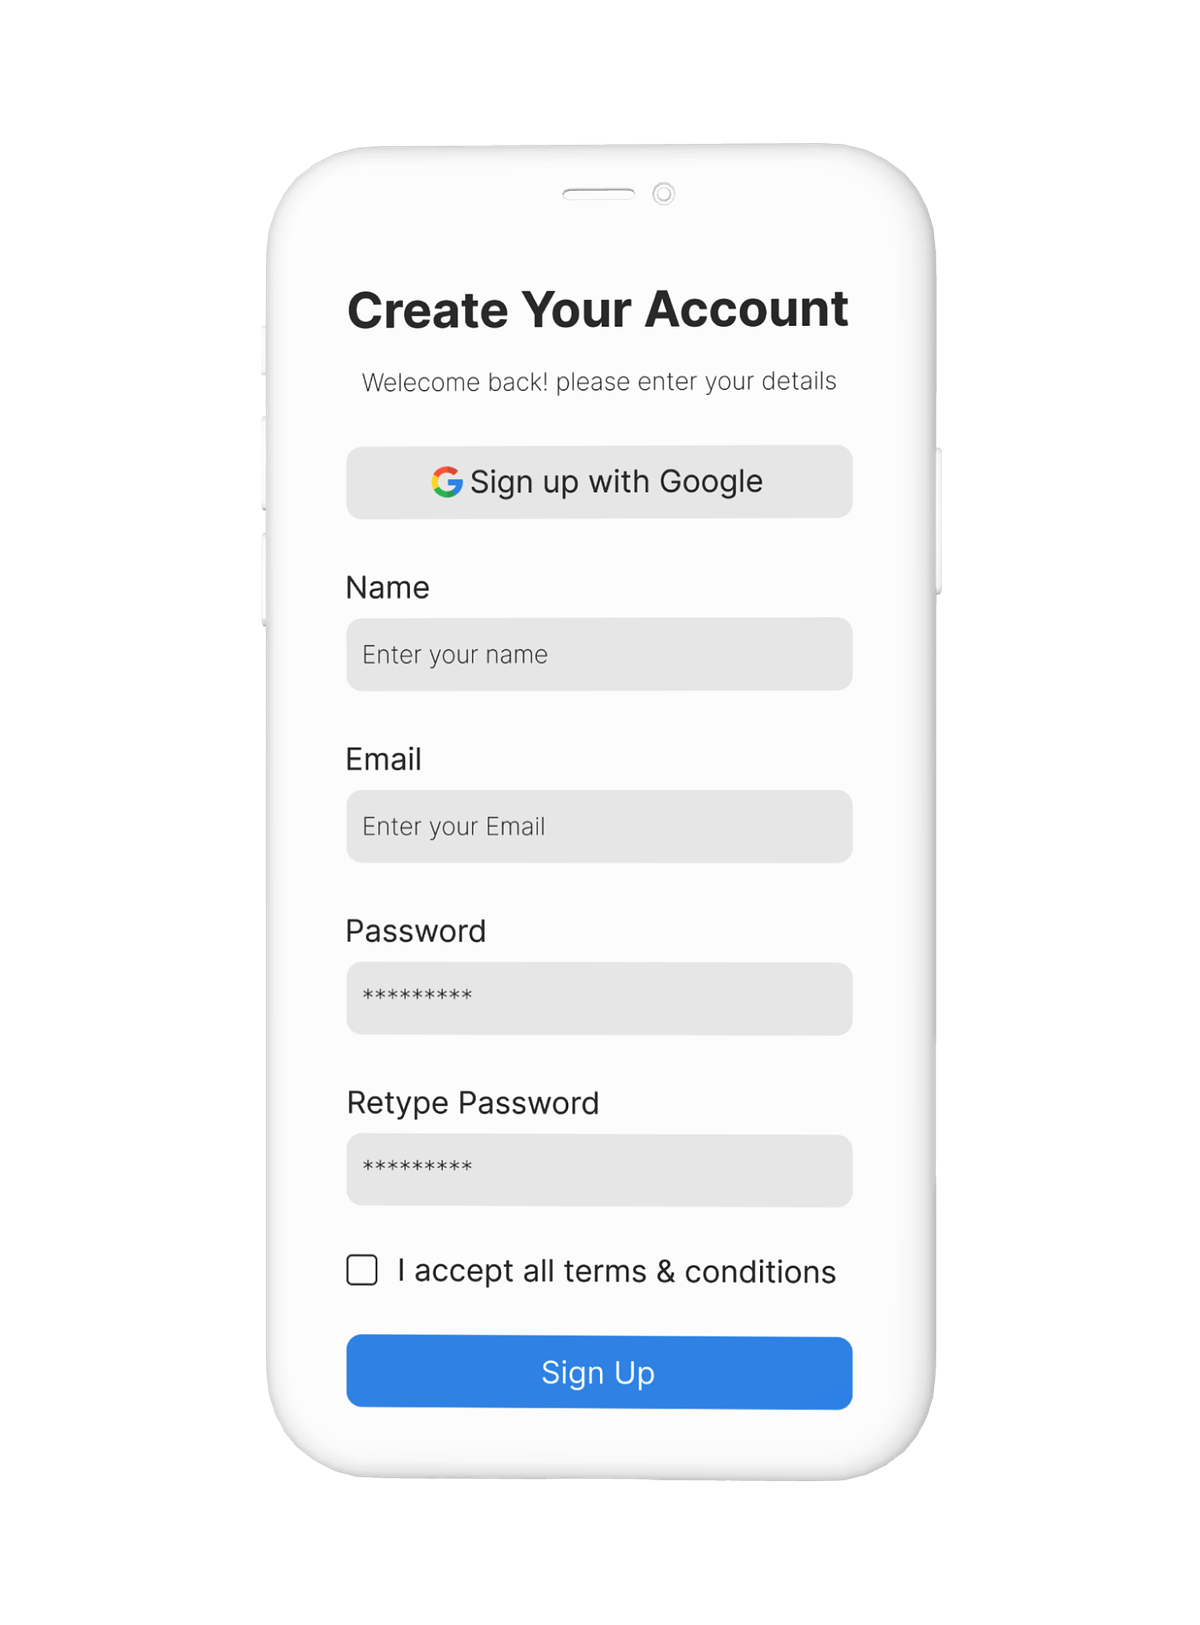 Create Your Account
Welecome back! please enter your details
Sign up with Google
Name
Enter your name
Email
Enter your Email
Password
*********
Retype Password
*********
I accept all terms & conditions
Sign Up